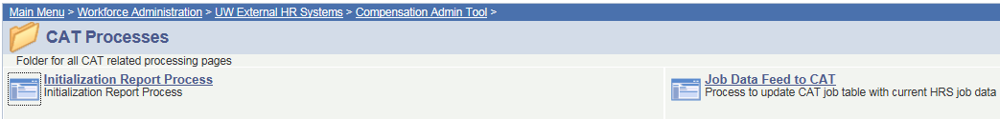 Main Menu > Workforce Administration > UW External HR Systems > Compensation Admin Tool >
CAT Processes
Folder for all CAT related processing pages
Initialization Report Process
Initialization Report Process
Job Data Feed to CAT
Process to update CAT job table with current HRS job data